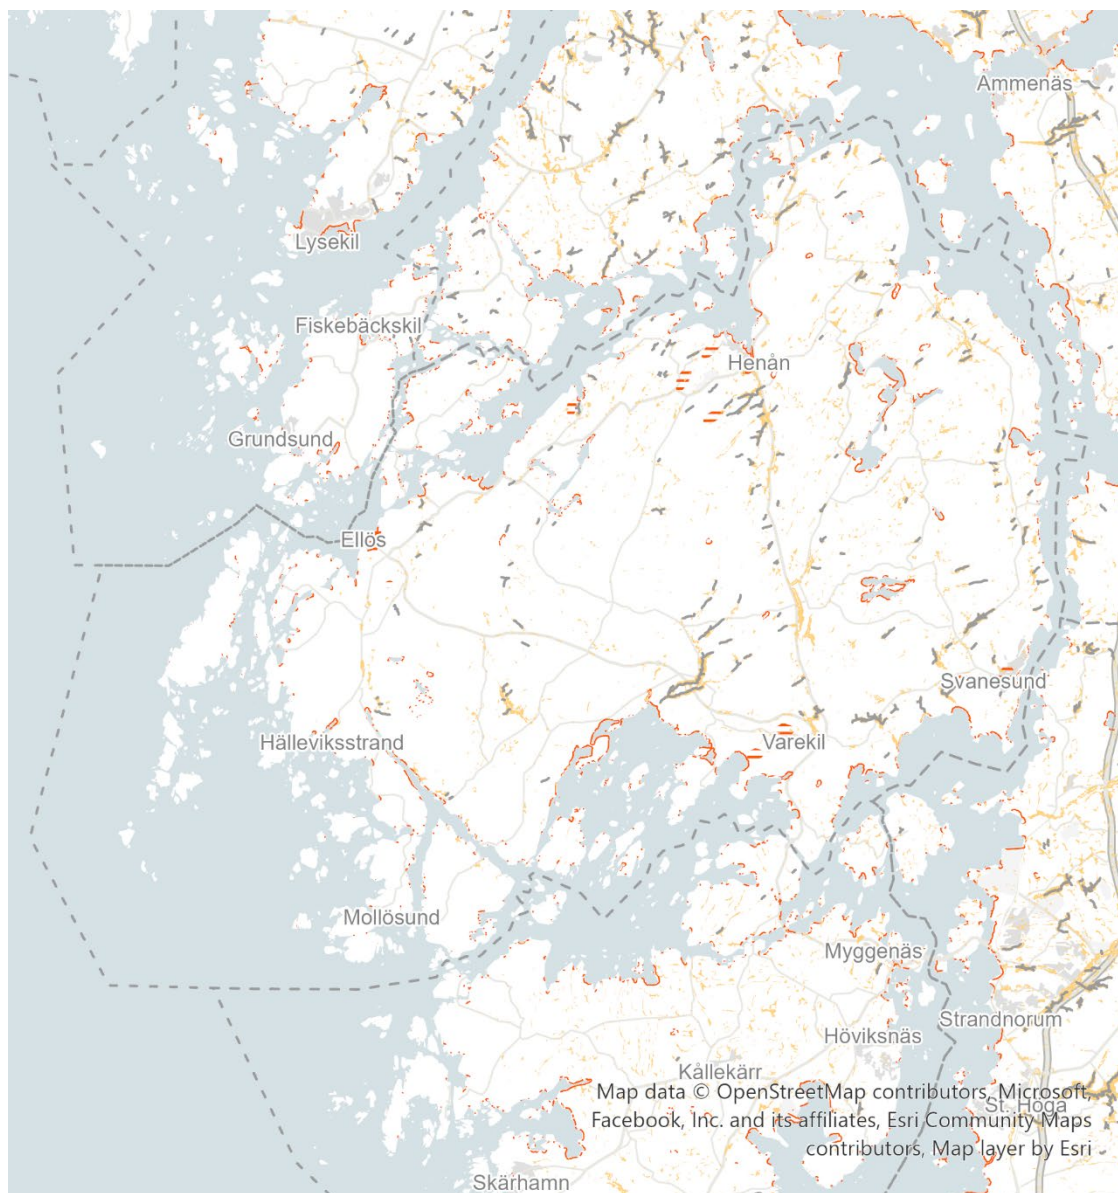 Ammenäs
Lysekil
Fiskebäckskil
Henån
Grundsund
Ellös
Svanesund
Hälleviksstrand
Varekil
Mollösund
Myggenäs
Strandnorum
Höviksnäs
Kållekärr
Map data © OpenStreetMap contributors, Microsoft,
St. Höga
Facebook, Inc. and its affiliates, Esri Community Maps
contributors, Map layer by Esri
Skärhamn